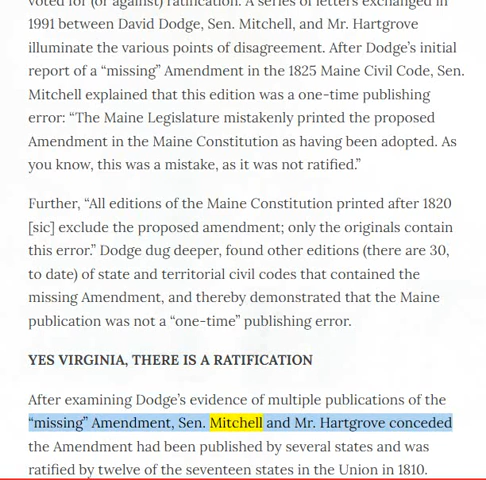 voted for (or against) ratification. A series of letters exchanged in
1991 between David Dodge, Sen. Mitchell, and Mr. Hartgrove
illuminate the various points of disagreement. After Dodge’s initial
report of a “missing” Amendment in the 1825 Maine Civil Code, Sen.
Mitchell explained that this edition was a one-time publishing
error: “The Maine Legislature mistakenly printed the proposed
Amendment in the Maine Constitution as having been adopted. As
you know, this was a mistake, as it was not ratified.”
Further, “All editions of the Maine Constitution printed after 1820
[sic] exclude the proposed amendment; only the originals contain
this error.” Dodge dug deeper, found other editions (there are 30,
to date) of state and territorial civil codes that contained the
missing Amendment, and thereby demonstrated that the Maine
publication was not a “one-time” publishing error.
YES VIRGINIA, THERE IS A RATIFICATION
After examining Dodge’s evidence of multiple publications of the
“missing” Amendment, Sen. Mitchell and Mr. Hartgrove conceded
the Amendment had been published by several states and was
ratified by twelve of the seventeen states in the Union in 1810.